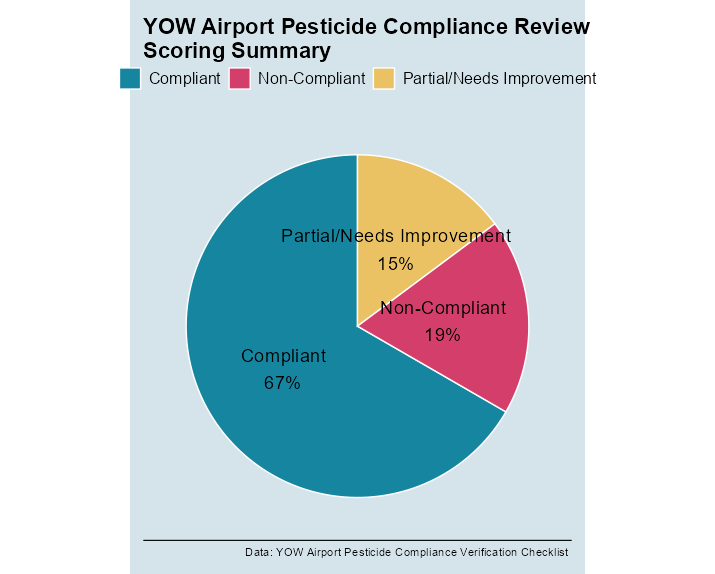 YOW Airport Pesticide Compliance Review
Scoring Summary
Compliant Non-Compliant Partial/Needs Improvement
Partial/Needs Improvement
15%
Non-Compliant
19%
Compliant
67%
Data: YOW Airport Pesticide Compliance Verification Checklist